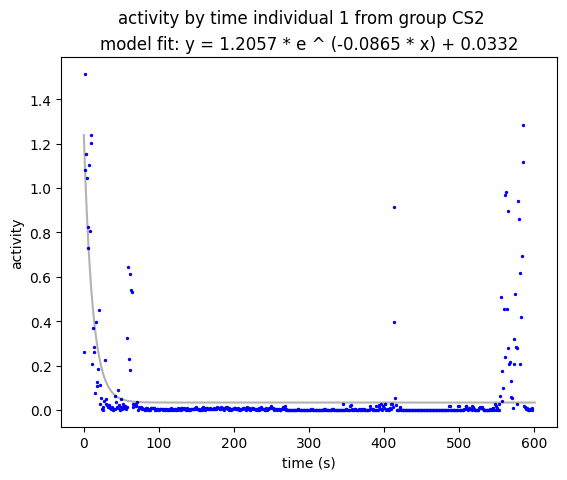 activity by time individual 1 from group CS2
model fit: y = 1.2057 * e ^ (-0.0865 * x) + 0.0332
1.4
1.2
1.0
0.8
0.6
0.4
0.2
0.0
activity
0 100 200 300 400 500 600
time (s)